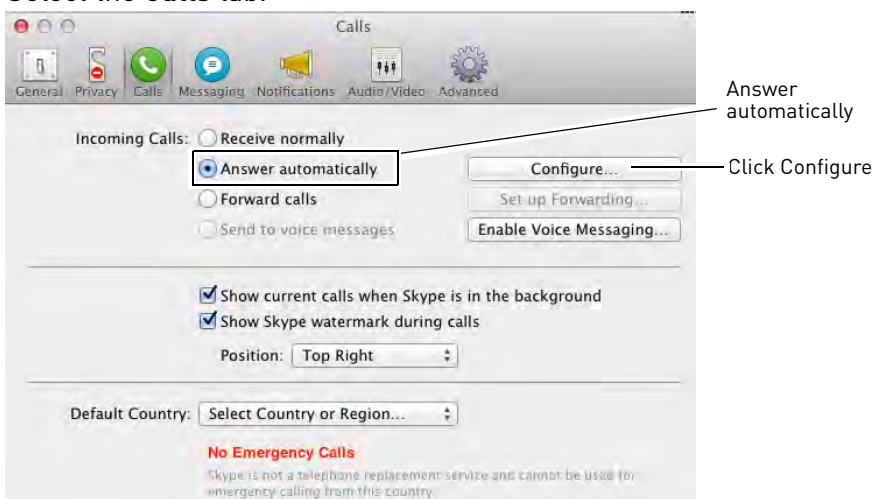 Select the Calls tab.
Calls
General Privacy Calls Messaging Notifications Audio/Video Advanced
Answer
automatically
Incoming Calls: Receive normally
Answer automatically Configure... Click Configure
Forward calls Set up Forwarding...
Send to voice messages Enable Voice Messaging...
Show current calls when Skype is in the background
Show Skype watermark during calls
Position: Top Right
Default Country: Select Country or Region...
No Emergency Calls
Skype is not a telephone replacement service and cannot be used for
emergency calling from this country